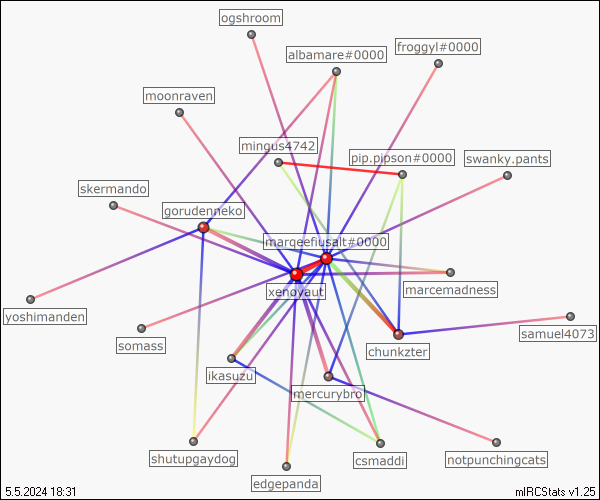 ogshroom
albamare#0000
froggyl#0000
moonraven
mingus4742
pip.pipson#0000
swanky.pants
skermando
gorudenneko
margeefiusalt#0000
xenoyaut
marcemadness
yoshimanden
somass
chunkzter
samuel4073
ikasuzu
mercurybro
shutupgaydog
csmaddi
notpunchingcats
edgepanda
5.5.2024 18:31
mIRCStats v1.25